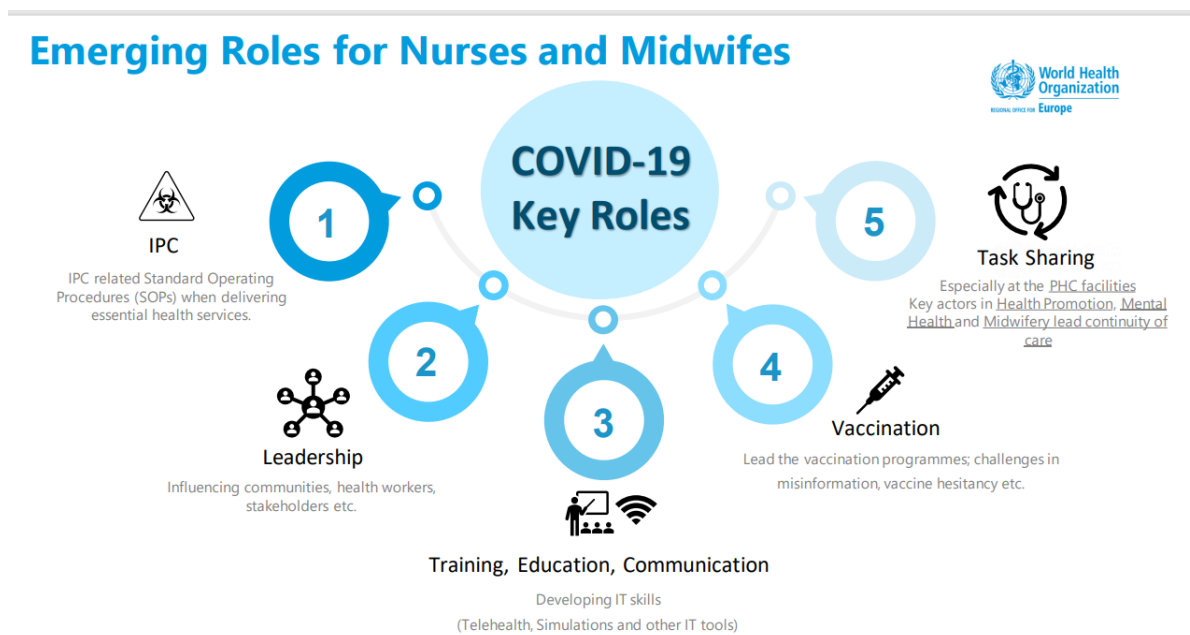 Emerging Roles for Nurses and Midwifes
World Health
Organization
REGIONAL OFFICE FOR Europe
COVID-19
Key Roles
1
IPC
IPC related Standard Operating
Procedures (SOPs) when delivering
essential health services.
2
Leadership
Influencing communities, health workers,
stakeholders etc.
3
Training, Education, Communication
Developing IT skills
(Telehealth, Simulations and other IT tools)
4
Vaccination
Lead the vaccination programmes; challenges in
misinformation, vaccine hesitancy etc.
5
Task Sharing
Especially at the PHC facilities
Key actors in Health Promotion, Mental
Health and Midwifery lead continuity of
care